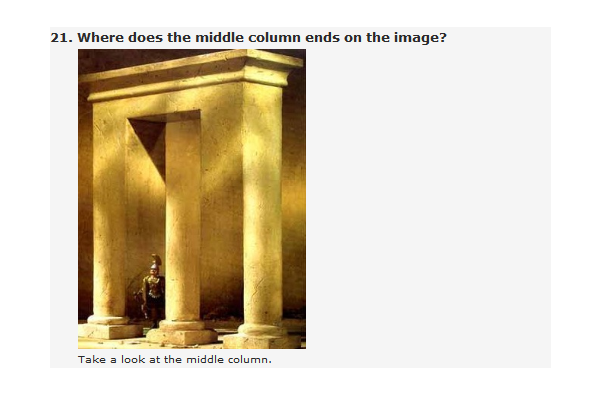 21. Where does the middle column ends on the image?
Take a look at the middle column.